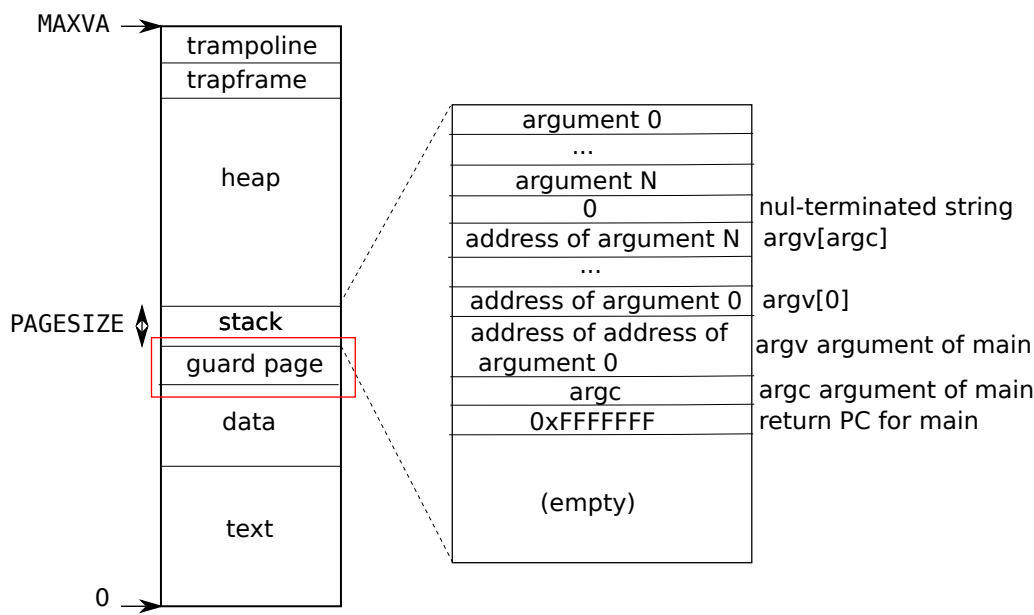 MAXVA
trampoline
trapframe
heap
PAGESIZE
stack
guard page
data
text
0
argument 0
...
argument N
0
nul-terminated string
address of argument N
argv[argc]
...
address of argument 0
argv[0]
address of address of
argument 0
argv argument of main
argc
argc argument of main
0xFFFFFFF
return PC for main
(empty)